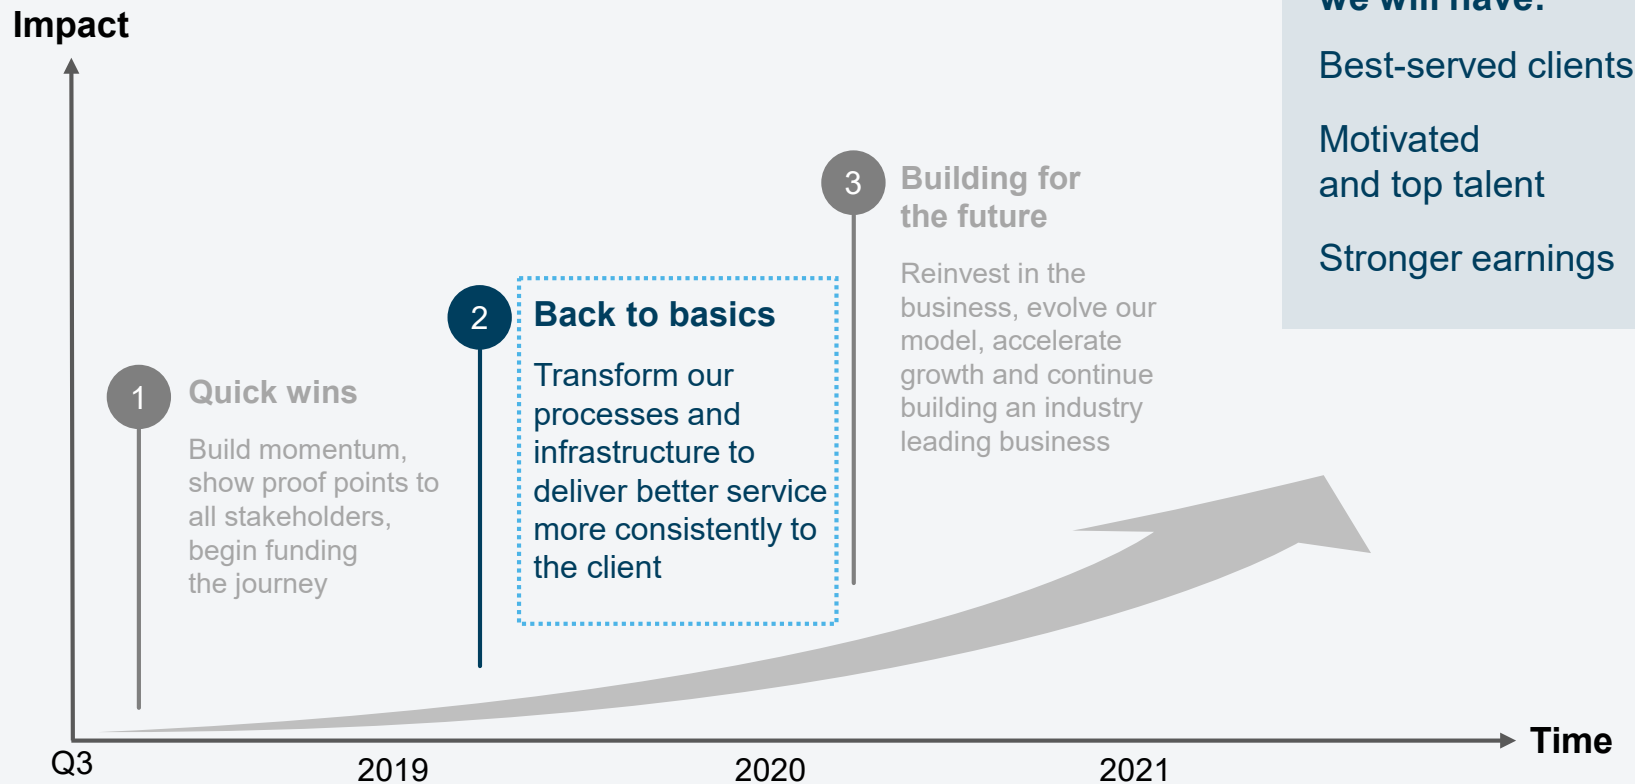 Impact
we will have:
Best-served clients
Motivated
and top talent
Stronger earnings
1
Quick wins
Build momentum,
show proof points to
all stakeholders,
begin funding
the journey
2
Back to basics
Transform our
processes and
infrastructure to
deliver better service
more consistently to
the client
3
Building for
the future
Reinvest in the
business, evolve our
model, accelerate
growth and continue
building an industry
leading business
Time
Q3
2019
2020
2021